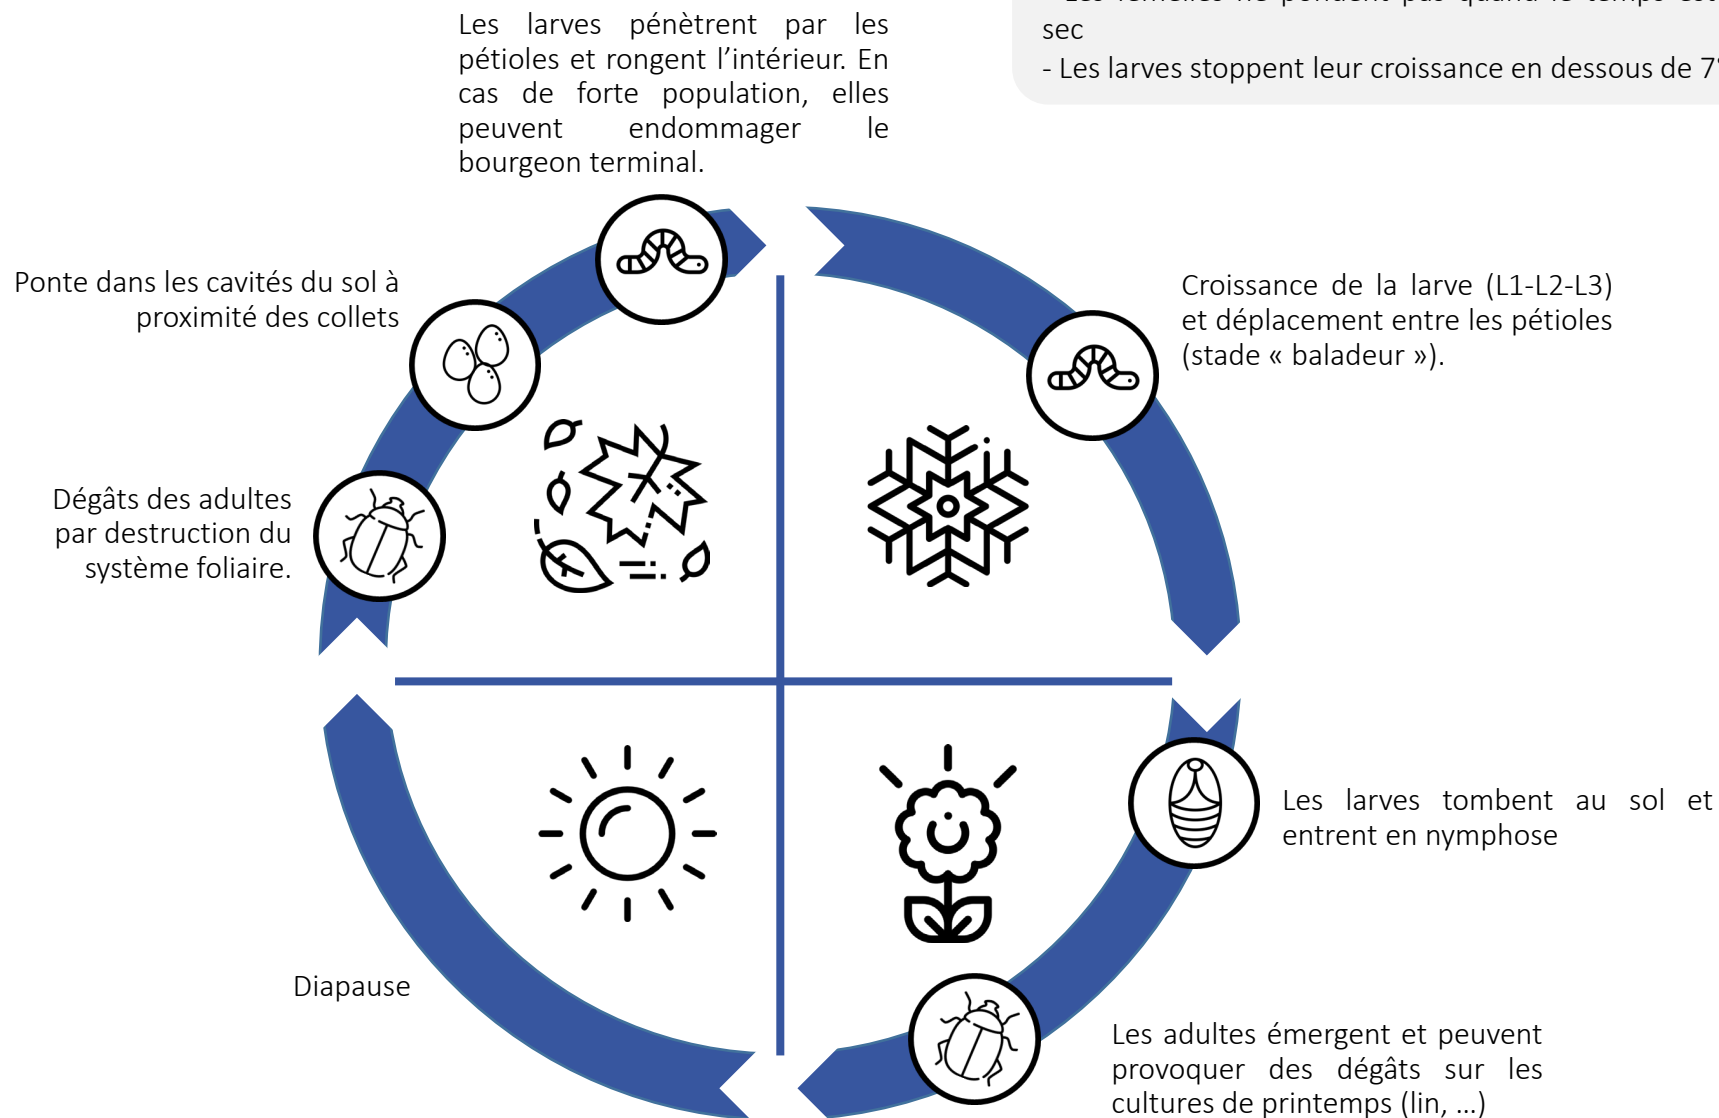 Les larves pénètrent par les
pétioles et rongent l’intérieur. En
cas de forte population, elles
peuvent endommager le
bourgeon terminal.
sec
- Les larves stoppent leur croissance en dessous de 7°
Ponte dans les cavités du sol à
proximité des collets
Croissance de la larve (L1-L2-L3)
et déplacement entre les pétioles
(stade « baladeur »).
Dégâts des adultes
par destruction du
système foliaire.
Les larves tombent au sol et
entrent en nymphose
Diapause
Les adultes émergent et peuvent
provoquer des dégâts sur les
cultures de printemps (lin, …)